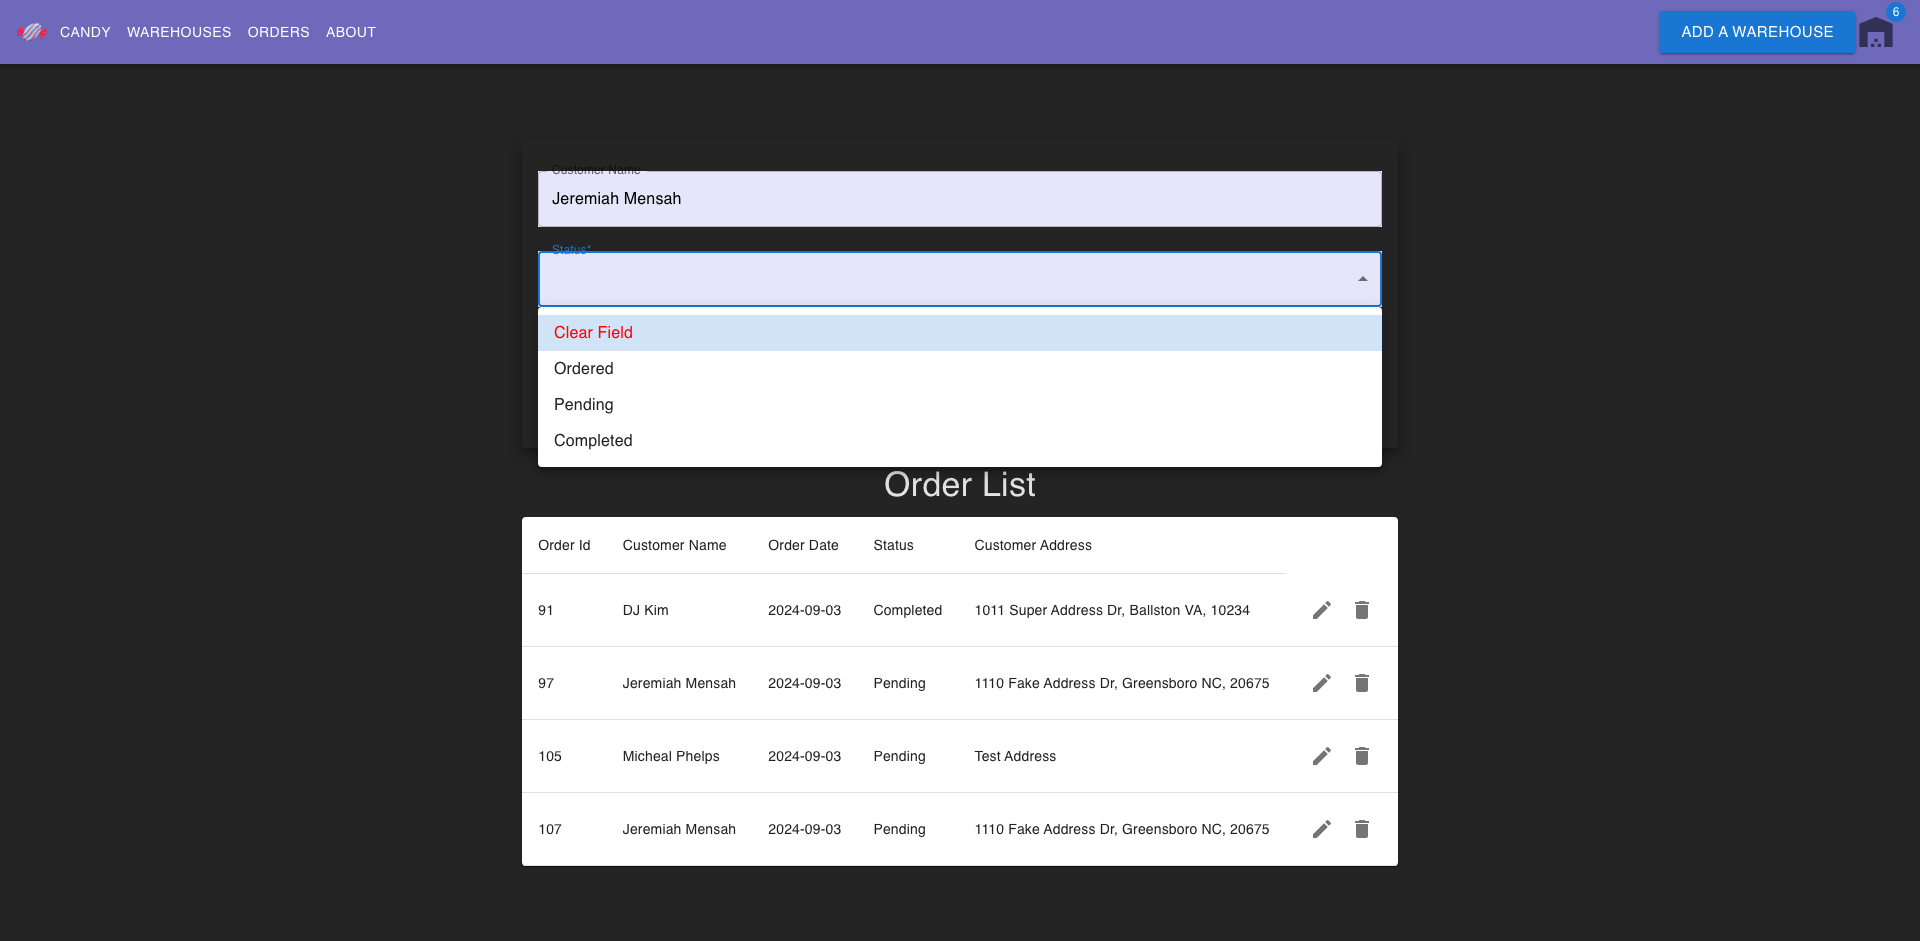 CANDY WAREHOUSES ORDERS ABOUT ADD A WAREHOUSE 6
Customer Name
Jeremiah Mensah
Status*
Clear Field
Ordered
Pending
Completed
Order List
Order Id Customer Name Order Date Status Customer Address
91 DJ Kim 2024-09-03 Completed 1011 Super Address Dr, Ballston VA, 10234
97 Jeremiah Mensah 2024-09-03 Pending 1110 Fake Address Dr, Greensboro NC, 20675
105 Micheal Phelps 2024-09-03 Pending Test Address
107 Jeremiah Mensah 2024-09-03 Pending 1110 Fake Address Dr, Greensboro NC, 20675